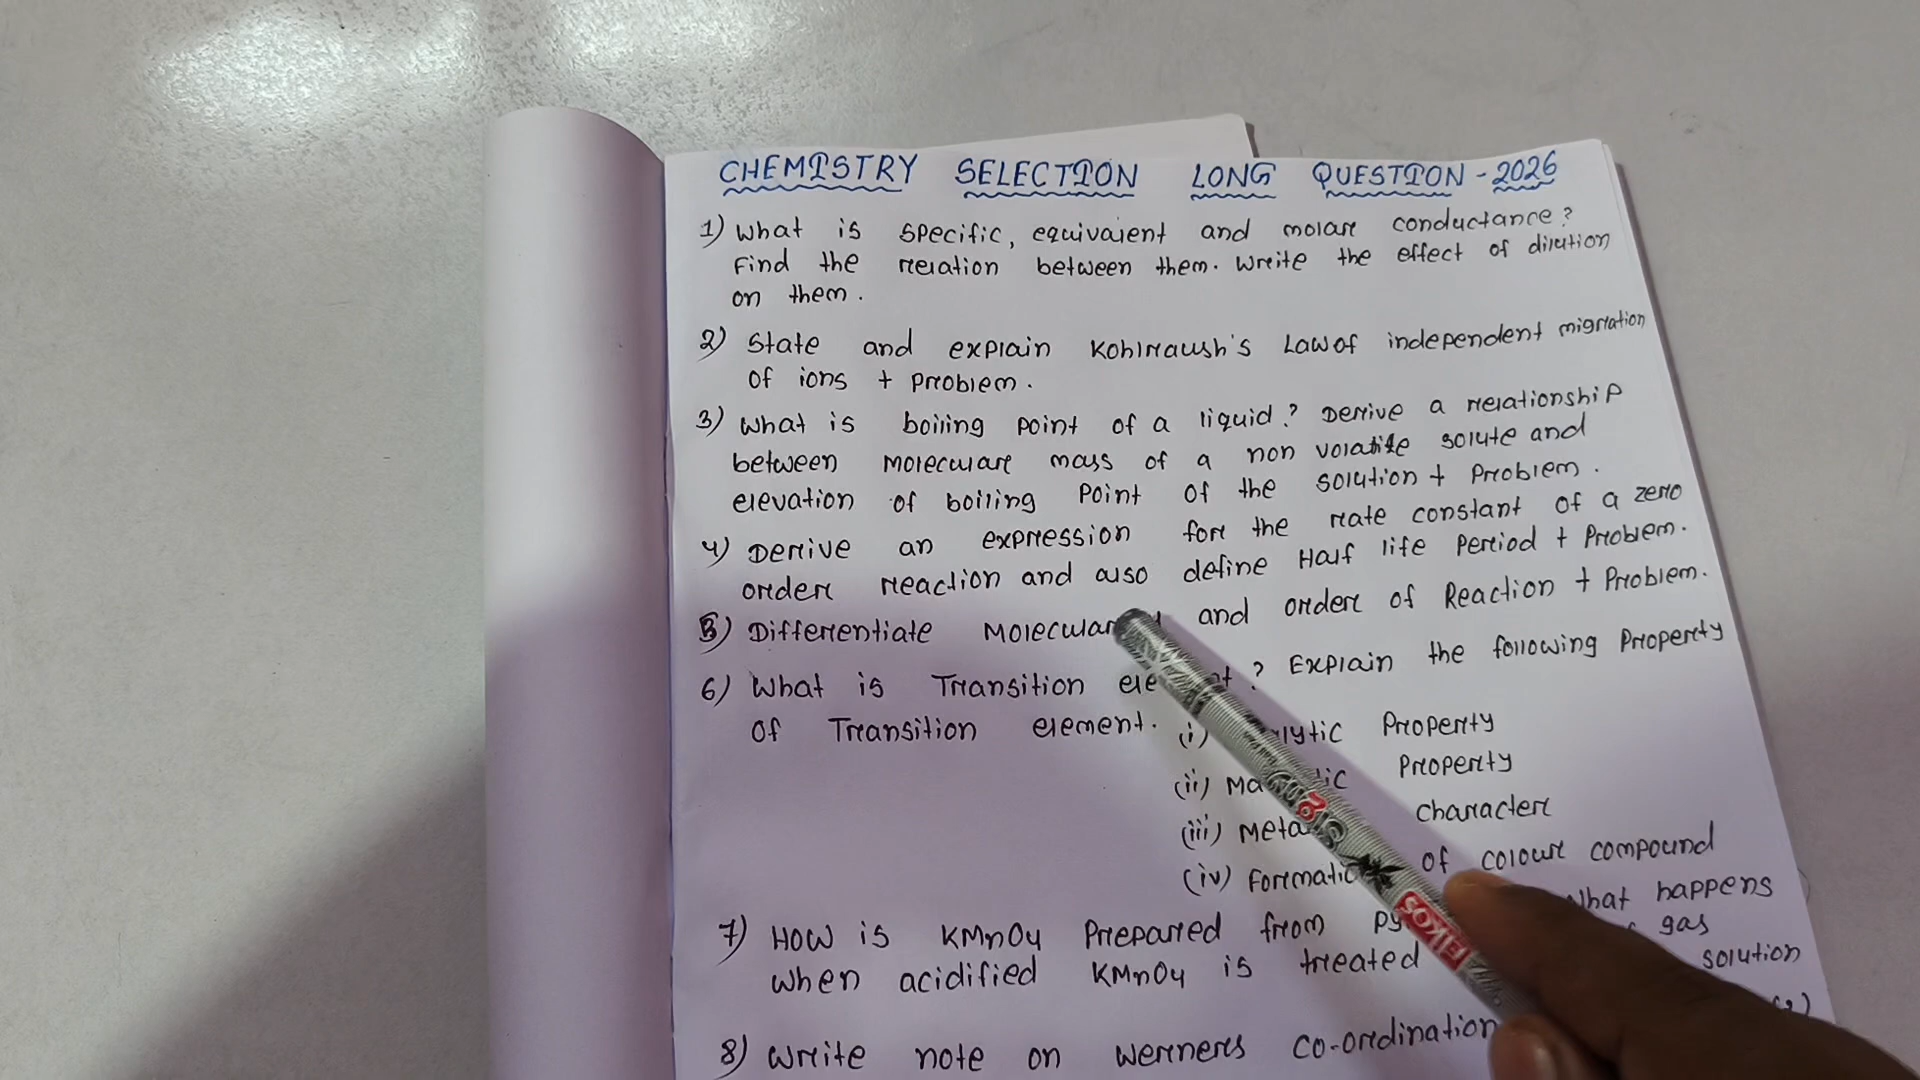 CHEMISTRY SELECTION LONG QUESTION - 2026
1) What is specific, equivalent and molar conductance?
Find the relation between them. Write the effect of dilution
on them.
2) State and explain Kohlraush's Law of independent migration
of ions + Problem.
3) What is boiling point of a liquid? Derive a relationship
between molecular mass of a non volatile solute and
elevation of boiling point of the solution + Problem.
4) Derive an expression for the rate constant of a zero
order reaction and also define Half life Period + Problem.
5) Differentiate and order of Reaction + Problem.
6) What is Transition ? Explain the following Property
of Transition element. (i) Property
(ii) Property
(iii) Character
(iv) of colour compound
7) How is KMnO4 Prepared from What happens
when acidified KMnO4 is treated gas
solution
8) Write note on werners co-ordination
FIKOS